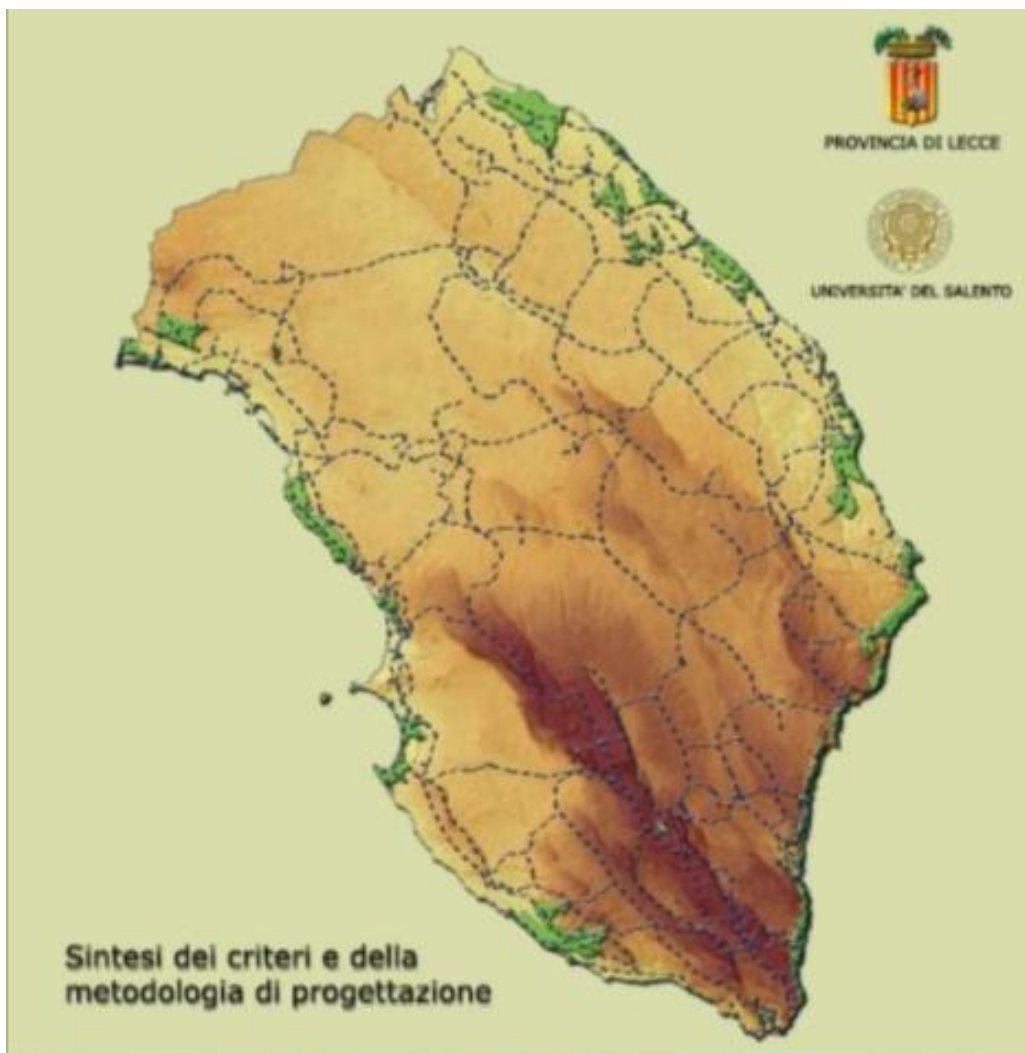 PROVINCIA DI LECCE
UNIVERSITA' DEL SALENTO
Sintesi dei criteri e della
metodologia di progettazione